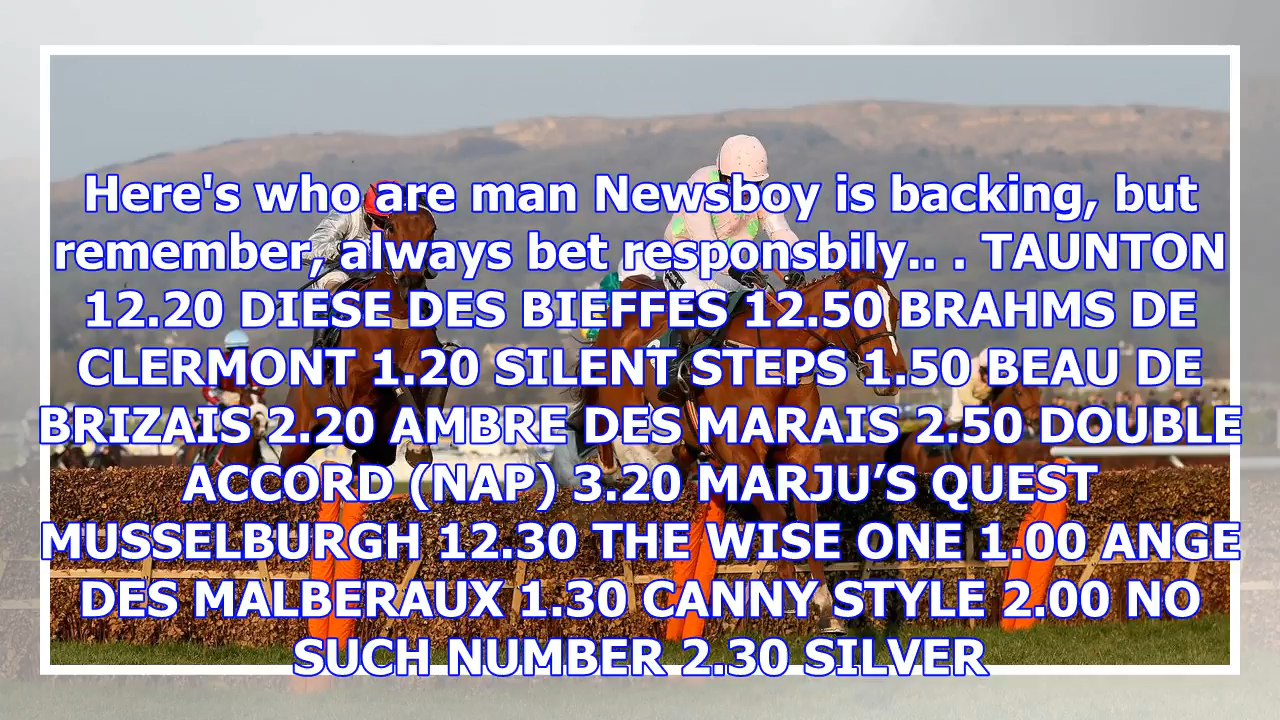 Here's who are man Newsboy is backing, but
remember, always bet responsbily.. . TAUNTON
12.20 DIESE DES BIEFFES 12.50 BRAHMS DE
CLERMONT 1.20 SILENT STEPS 1.50 BEAU DE
BRIZAIS 2.20 AMBRE DES MARAIS 2.50 DOUBLE
ACCORD (NAP) 3.20 MARJU’S QUEST
MUSSELBURGH 12.30 THE WISE ONE 1.00 ANGE
DES MALBERAUX 1.30 CANNY STYLE 2.00 NO
SUCH NUMBER 2.30 SILVER